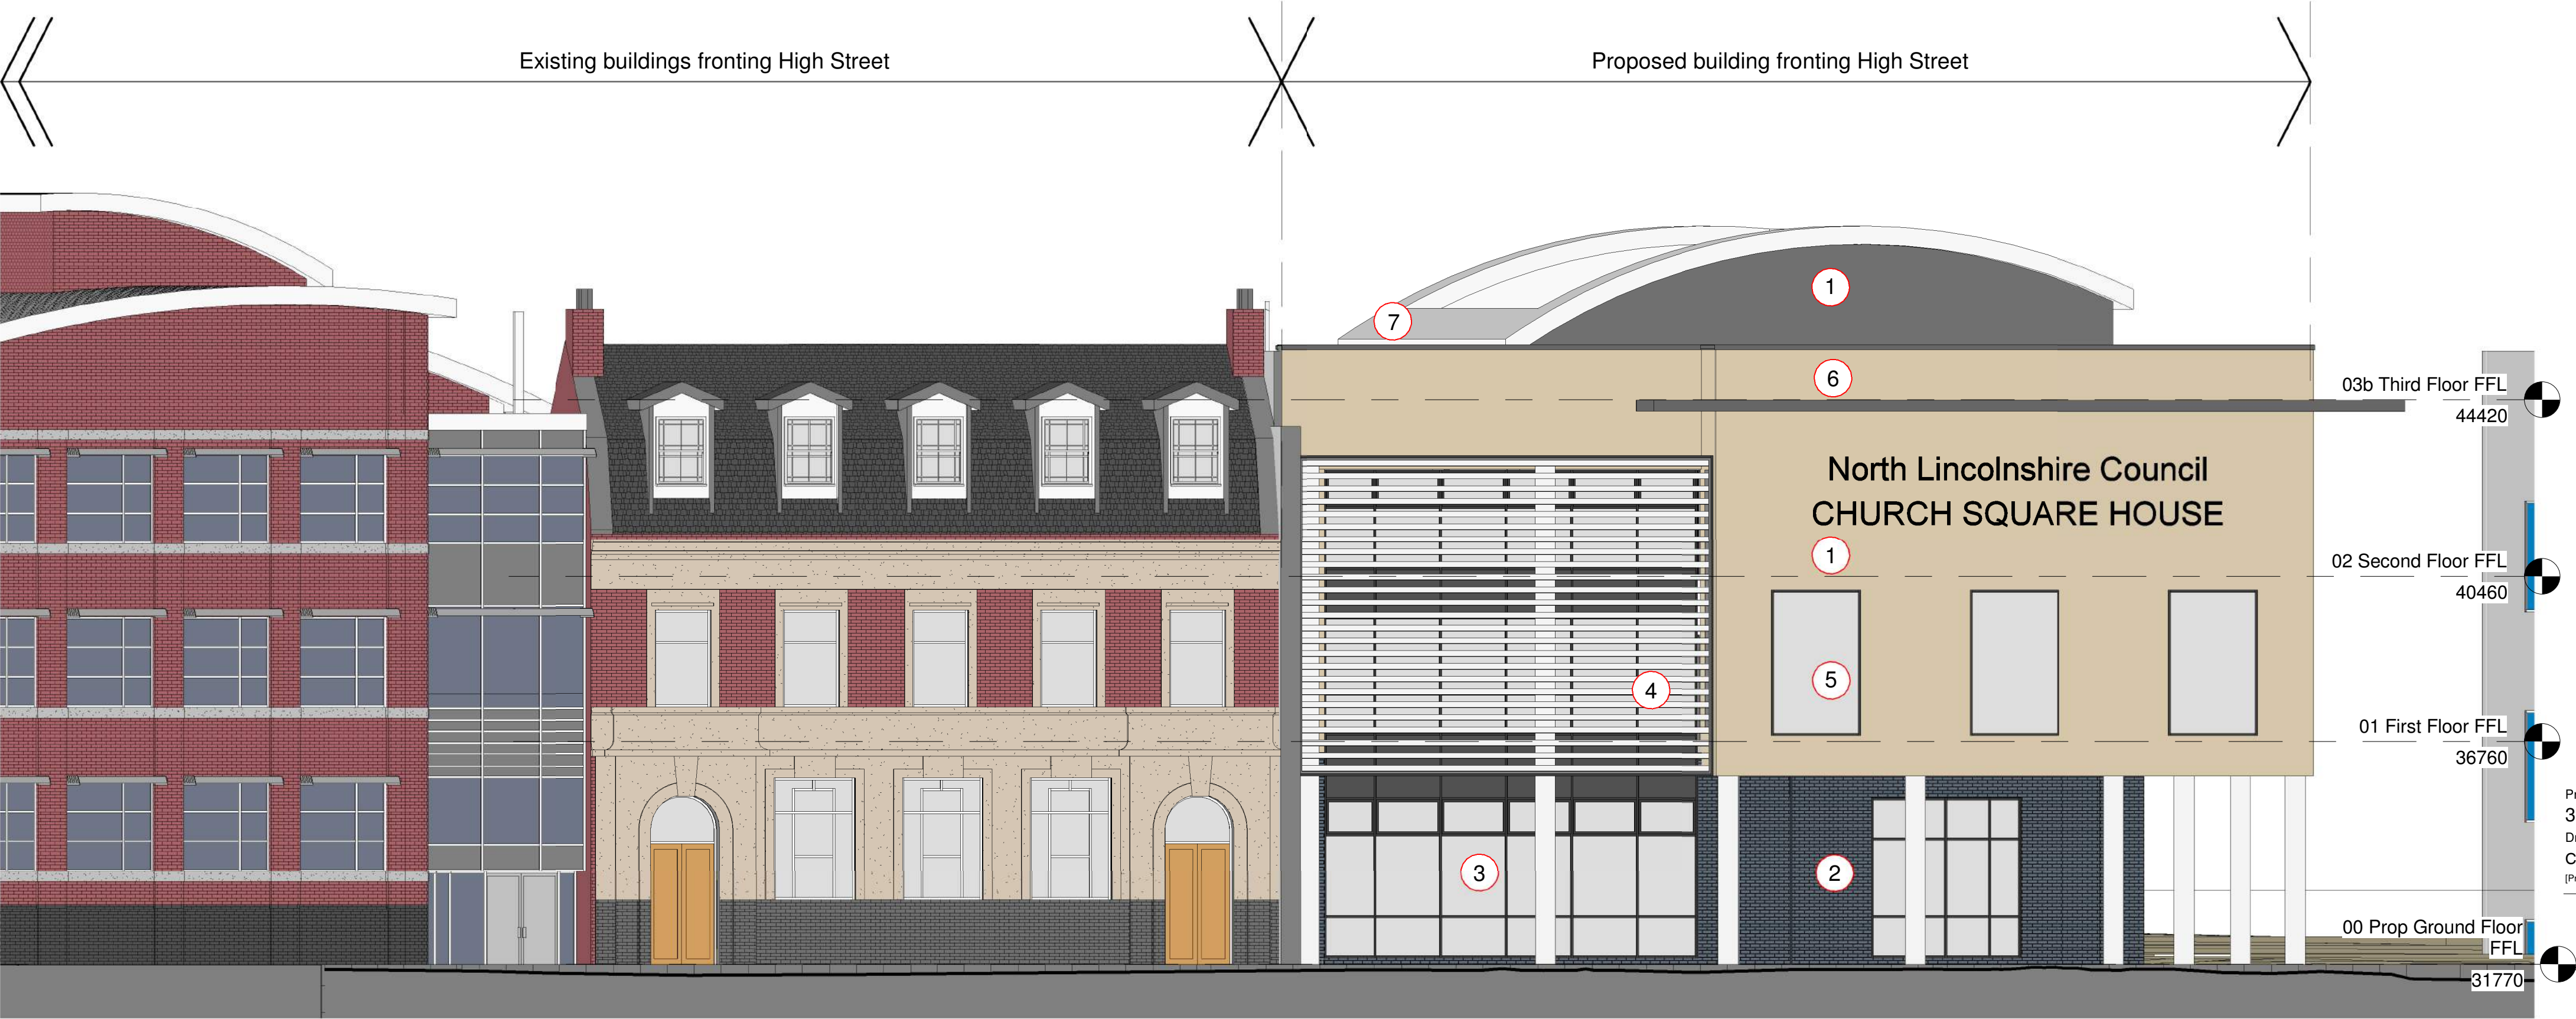 Existing buildings fronting High Street
Proposed building fronting High Street
1
7
6
03b Third Floor FFL
44420
North Lincolnshire Council
CHURCH SQUARE HOUSE
1
02 Second Floor FFL
40460
5
4
01 First Floor FFL
36760
3
2
00 Prop Ground Floor
FFL
31770